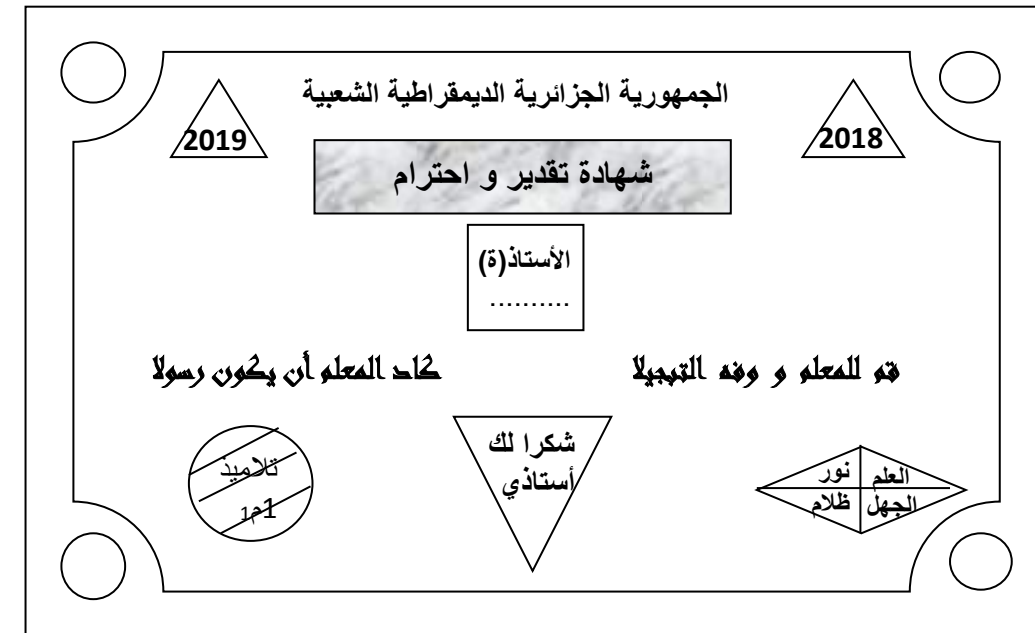 الجمهورية الجزائرية الديمقراطية الشعبية
2018
2019
شهادة تقدير و احترام
الأستاذ(ة)
..........
قم للمعلم و وفه التبجيلا
كاد المعلم أن يكون رسولا
العلم نور
الجهل ظلام
شكرا لك
أستاذي
تلاميذ
1م1